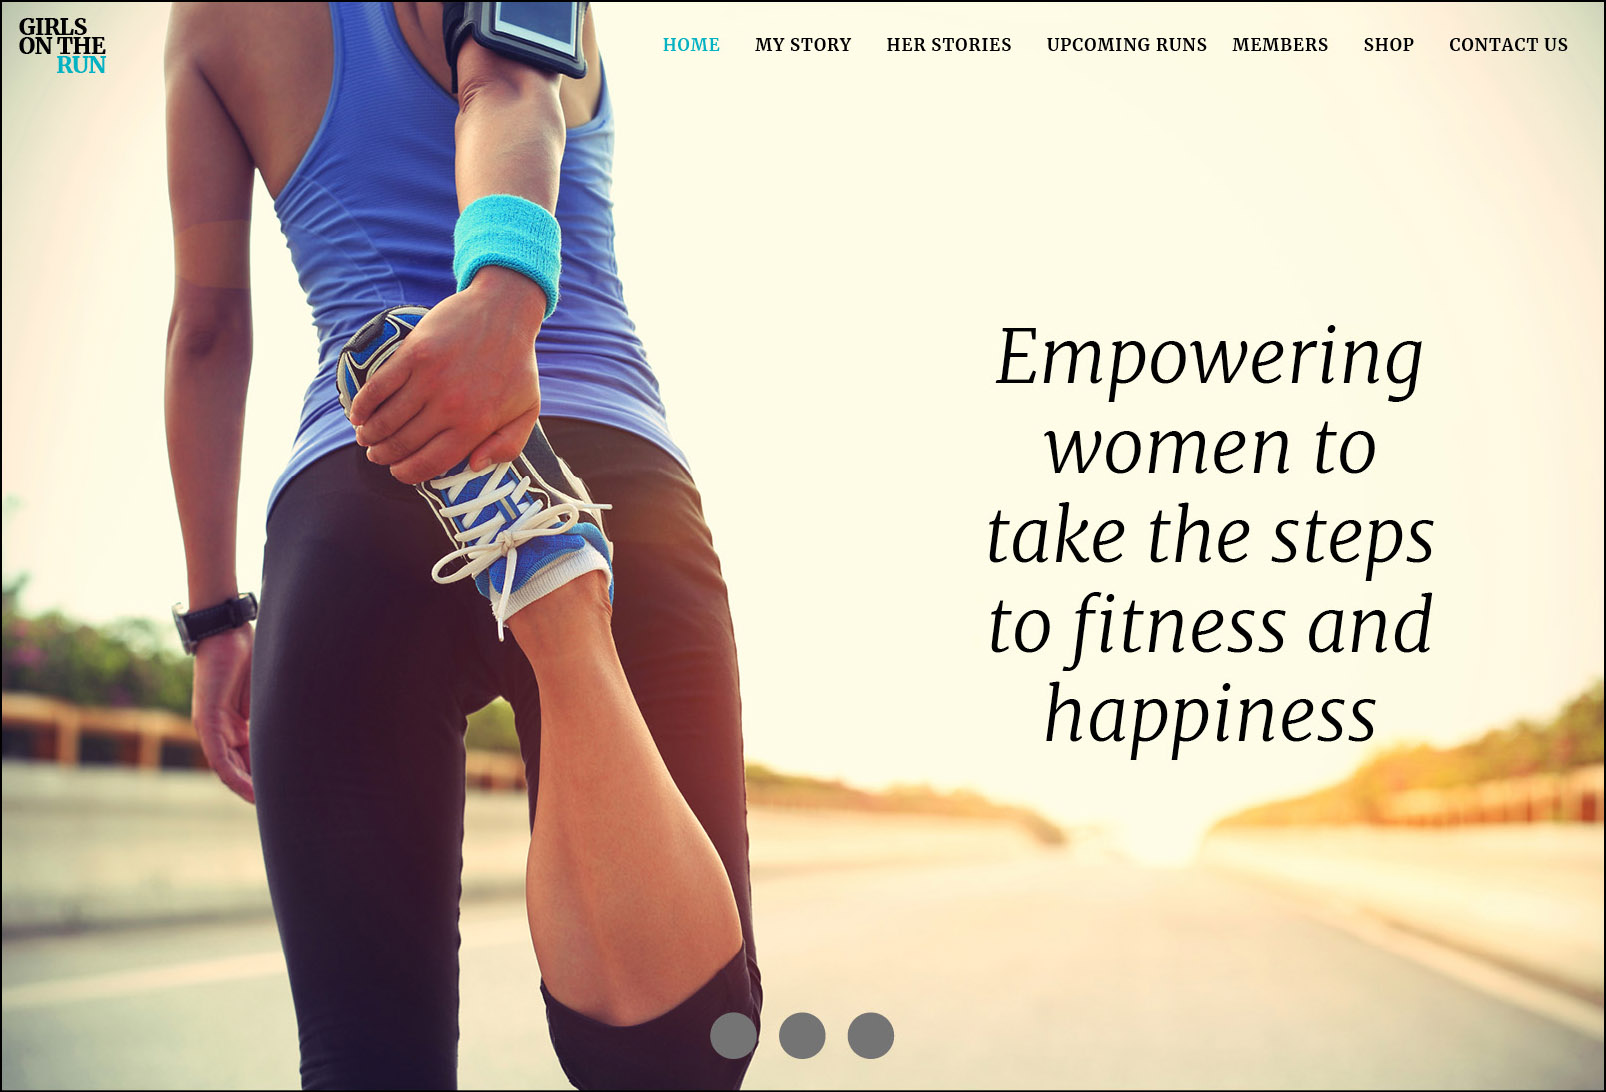 GIRLS
ON THE
RUN
HOME MY STORY HER STORIES UPCOMING RUNS MEMBERS SHOP CONTACT US
Empowering
women to
take the steps
to fitness and
happiness